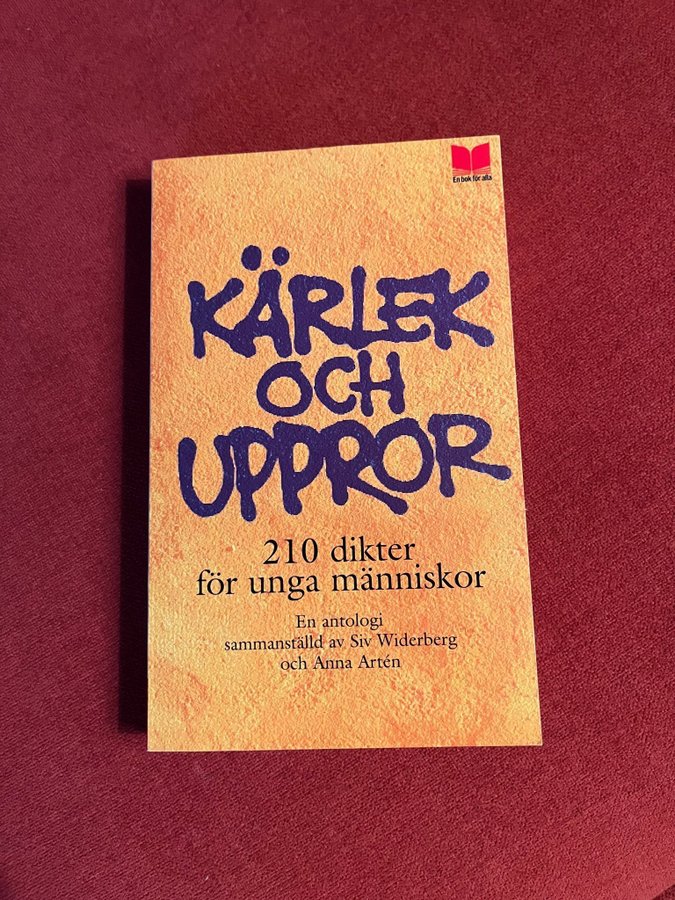 En bok för alla
KÄRLEK
OCH
UPPROR
210 dikter
för unga människor
En antologi
sammanställd av Siv Widerberg
och Anna Artén